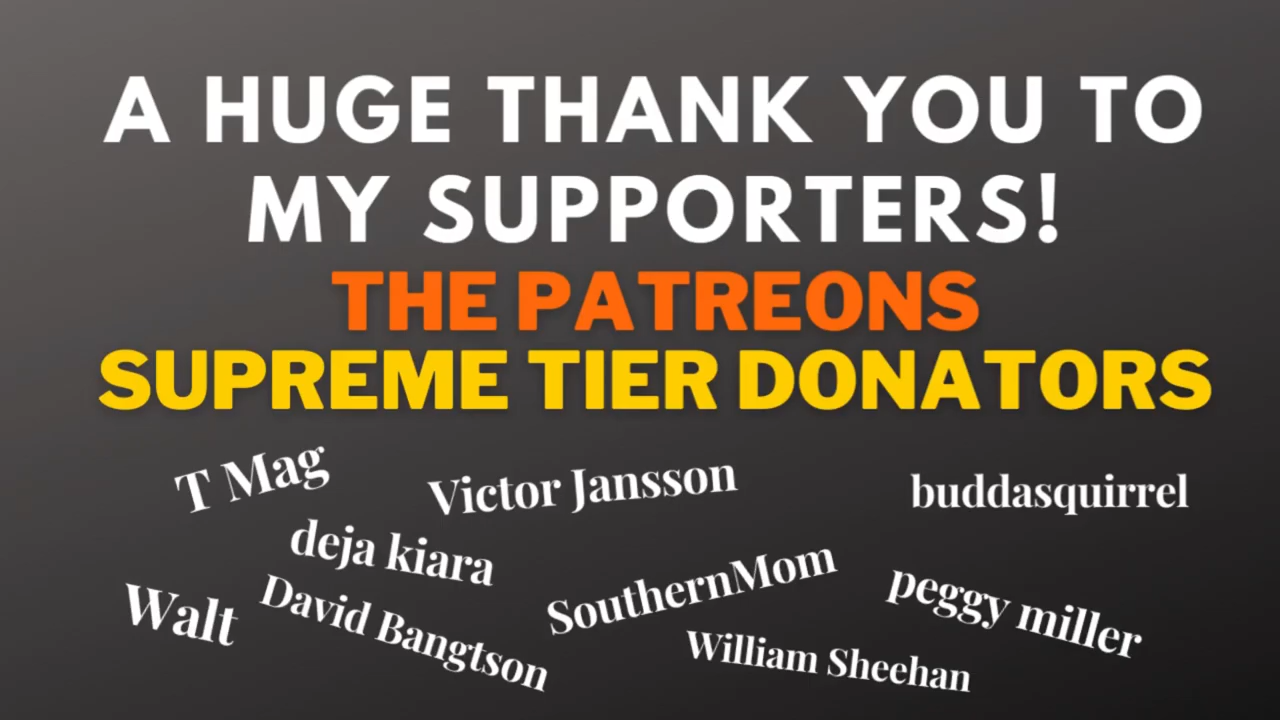 A HUGE THANK YOU TO
MY SUPPORTERS!
THE PATREONS
SUPREME TIER DONATORS
T Mag
Victor Jansson
buddasquirrel
deja kiara
SouthernMom
peggy miller
Walt
David Bangtson
William Sheehan